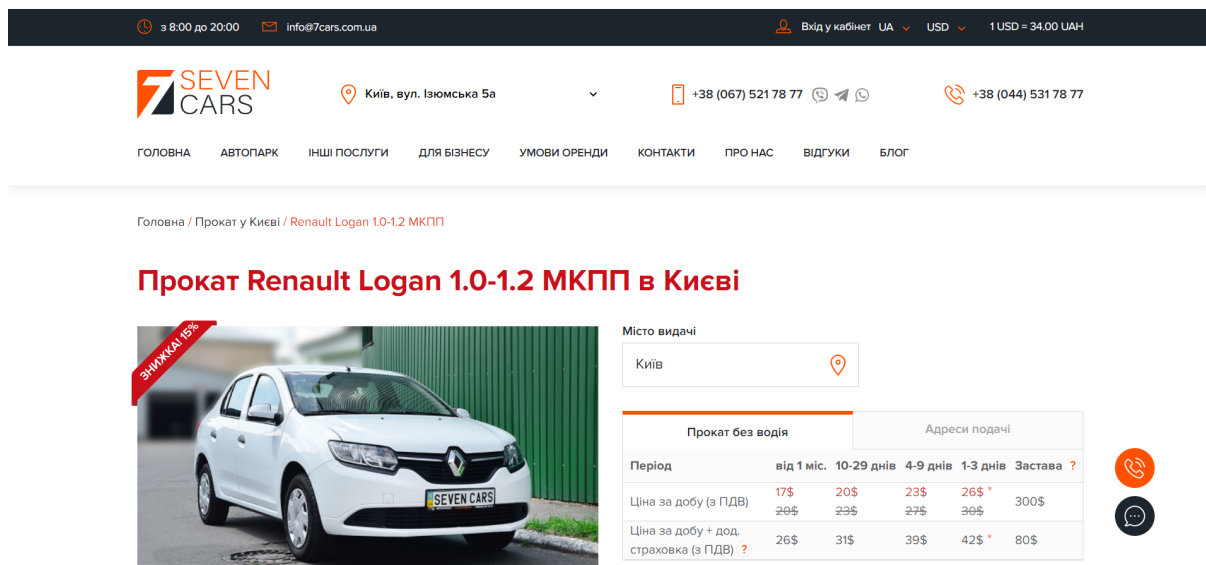 з 8:00 до 20:00 info@7cars.com.ua Вхід у кабінет UA USD 1 USD = 34.00 UAH
SEVEN
CARS
Київ, вул. Ізюмська 5а +38 (067) 521 78 77 +38 (044) 531 78 77
ГОЛОВНА АВТОПАРК ІНШІ ПОСЛУГИ ДЛЯ БІЗНЕСУ УМОВИ ОРЕНДИ КОНТАКТИ ПРО НАС ВІДГУКИ БЛОГ
Головна / Прокат у Києві / Renault Logan 1.0-1.2 МКПП
Прокат Renault Logan 1.0-1.2 МКПП в Києві
ЗНИЖКА! 15%
SEVEN CARS
Місто видачі
Київ
Прокат без водія Адреси подачі
Період від 1 міс. 10-29 днів 4-9 днів 1-3 днів Застава ?
Ціна за добу (з ПДВ) 17$ 20$ 23$ 26$ * 300$
20$ 23$ 27$ 30$
Ціна за добу + дод.
страховка (з ПДВ) ? 26$ 31$ 39$ 42$ * 80$